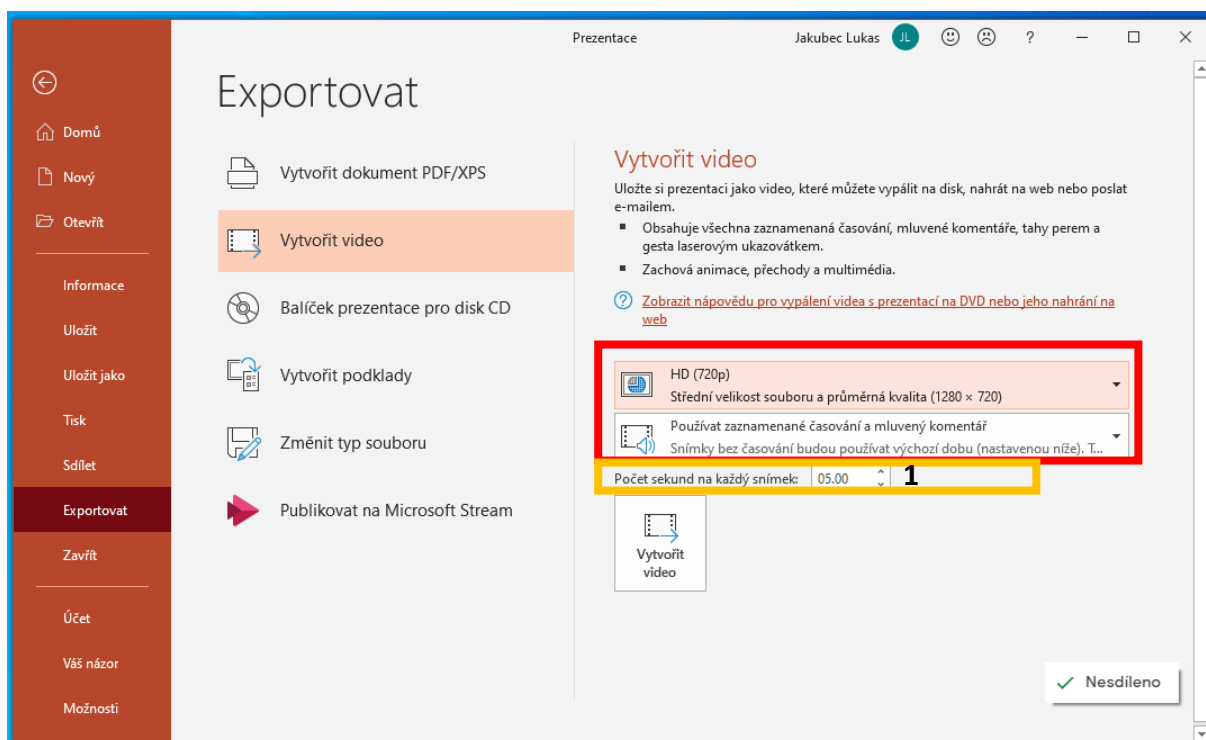 Prezentace
Jakubec Lukas
JL
?
Exportovat
Domů
Nový
Otevřít
Informace
Uložit
Uložit jako
Tisk
Sdílet
Exportovat
Zavřít
Účet
Váš názor
Možnosti
Vytvořit dokument PDF/XPS
Vytvořit video
Balíček prezentace pro disk CD
Vytvořit podklady
Změnit typ souboru
Publikovat na Microsoft Stream
Vytvořit video
Uložte si prezentaci jako video, které můžete vypálit na disk, nahrát na web nebo poslat
e-mailem.
Obsahuje všechna zaznamenaná časování, mluvené komentáře, tahy perem a
gesta laserovým ukazovátkem.
Zachová animace, přechody a multimédia.
Zobrazit nápovědu pro vypálení videa s prezentací na DVD nebo jeho nahrání na
web
HD (720p)
Střední velikost souboru a průměrná kvalita (1280 × 720)
Používat zaznamenané časování a mluvený komentář
Snímky bez časování budou používat výchozí dobu (nastavenou níže). T...
Počet sekund na každý snímek: 05.00 1
Vytvořit
video
Nesdíleno